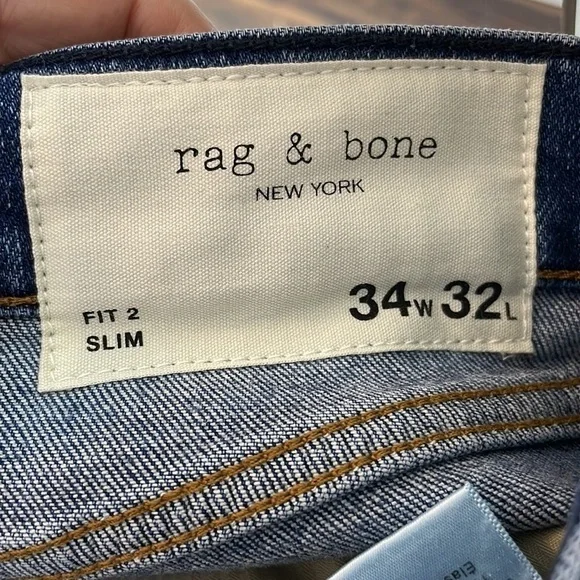 rag & bone
NEW YORK
FIT 2
SLIM
34W 32L